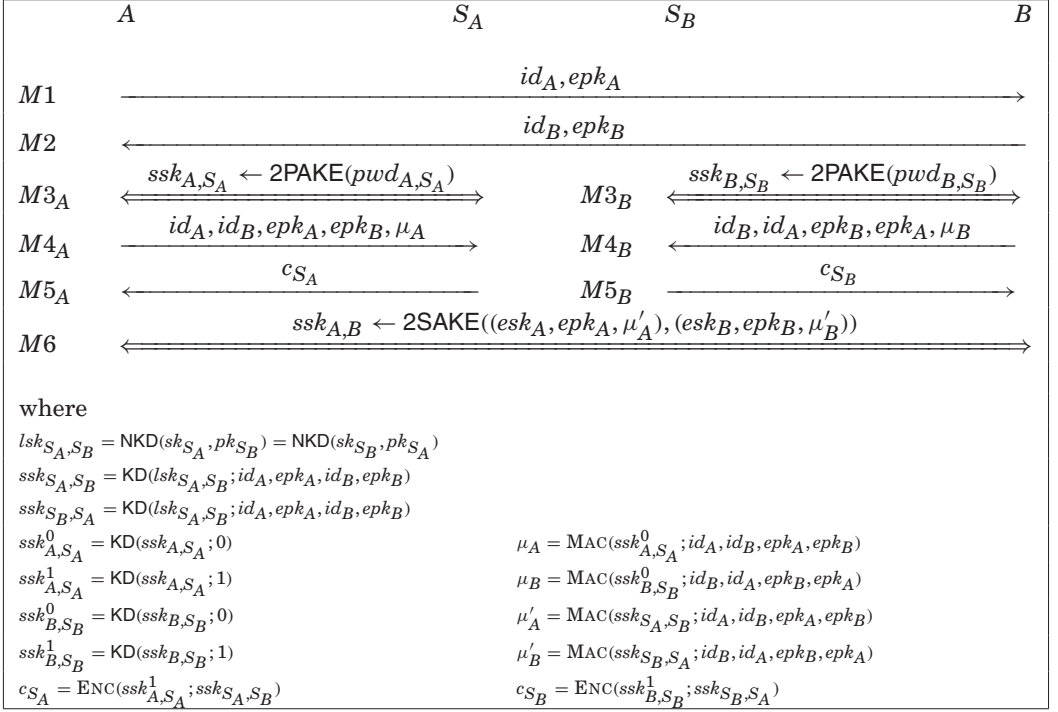 A S_A S_B B
M1 id_A, epk_A
M2 id_B, epk_B
M3_A ssk_{A,S_A} ← 2PAKE(pwd_{A,S_A}) M3_B ssk_{B,S_B} ← 2PAKE(pwd_{B,S_B})
M4_A id_A, id_B, epk_A, epk_B, μ_A M4_B id_B, id_A, epk_B, epk_A, μ_B
M5_A c_{S_A} M5_B c_{S_B}
M6 ssk_{A,B} ← 2SAKE((esk_A, epk_A, μ'_A), (esk_B, epk_B, μ'_B))
where
lsk_{S_A,S_B} = NKD(sk_{S_A}, pk_{S_B}) = NKD(sk_{S_B}, pk_{S_A})
ssk_{S_A,S_B} = KD(lsk_{S_A,S_B}; id_A, epk_A, id_B, epk_B)
ssk_{S_B,S_A} = KD(lsk_{S_A,S_B}; id_A, epk_A, id_B, epk_B)
ssk^0_{A,S_A} = KD(ssk_{A,S_A}; 0) μ_A = MAC(ssk^0_{A,S_A}; id_A, id_B, epk_A, epk_B)
ssk^1_{A,S_A} = KD(ssk_{A,S_A}; 1) μ_B = MAC(ssk^0_{B,S_B}; id_B, id_A, epk_B, epk_A)
ssk^0_{B,S_B} = KD(ssk_{B,S_B}; 0) μ'_A = MAC(ssk_{S_A,S_B}; id_A, id_B, epk_A, epk_B)
ssk^1_{B,S_B} = KD(ssk_{B,S_B}; 1) μ'_B = MAC(ssk_{S_B,S_A}; id_B, id_A, epk_B, epk_A)
c_{S_A} = ENC(ssk^1_{A,S_A}; ssk_{S_A,S_B}) c_{S_B} = ENC(ssk^1_{B,S_B}; ssk_{S_B,S_A})